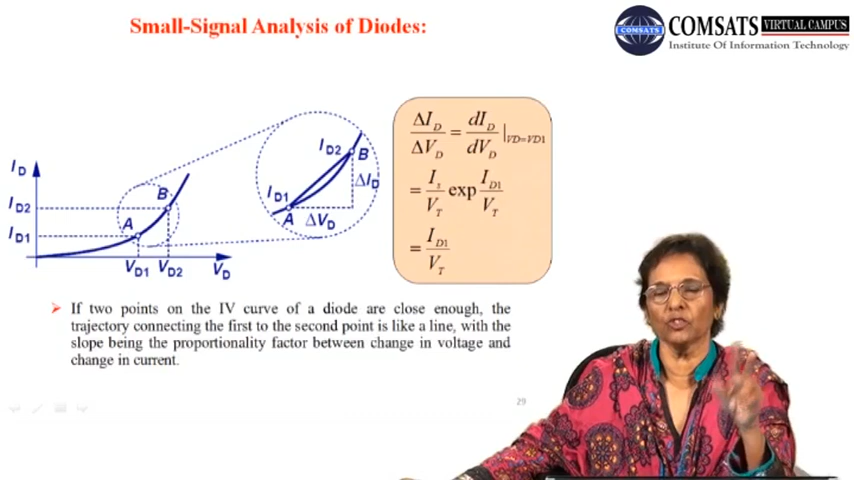 Small-Signal Analysis of Diodes:
COMSATS
COMSATS VIRTUAL CAMPUS
Institute Of Information Technology
I_D
I_D2
I_D1
A
B
V_D1 V_D2 V_D
I_D2
B
I_D1
ΔI_D
A ΔV_D
ΔI_D/ΔV_D = dI_D/dV_D |_VD=VD1
= I_s/V_T exp I_D1/V_T
= I_D1/V_T
➢ If two points on the IV curve of a diode are close enough, the
trajectory connecting the first to the second point is like a line, with the
slope being the proportionality factor between change in voltage and
change in current.
29